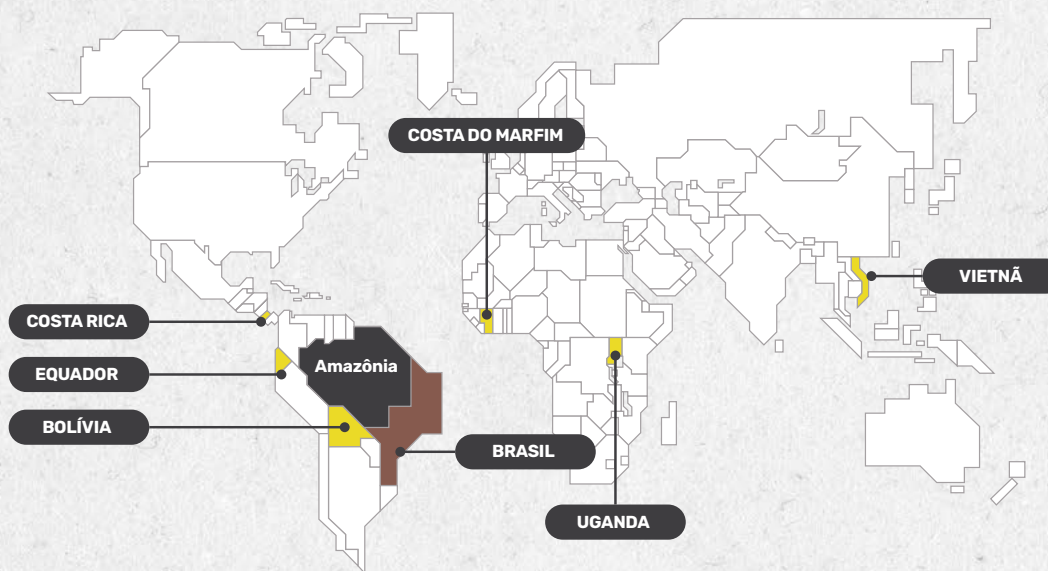 COSTA DO MARFIM
VIETNÃ
COSTA RICA
Amazônia
EQUADOR
BOLÍVIA
BRASIL
UGANDA